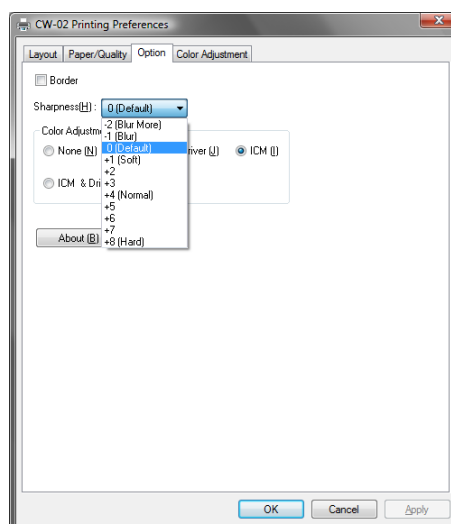 CW-02 Printing Preferences
Layout Paper/Quality Option Color Adjustment
Border
Sharpness(H) : 0 (Default)
-2 (Blur More)
-1 (Blur)
0 (Default)
+1 (Soft)
+2
+3
+4 (Normal)
+5
+6
+7
+8 (Hard)
Color Adjustm
None (N) river (J) ICM (I)
ICM & Dri
About (B)
OK Cancel Apply